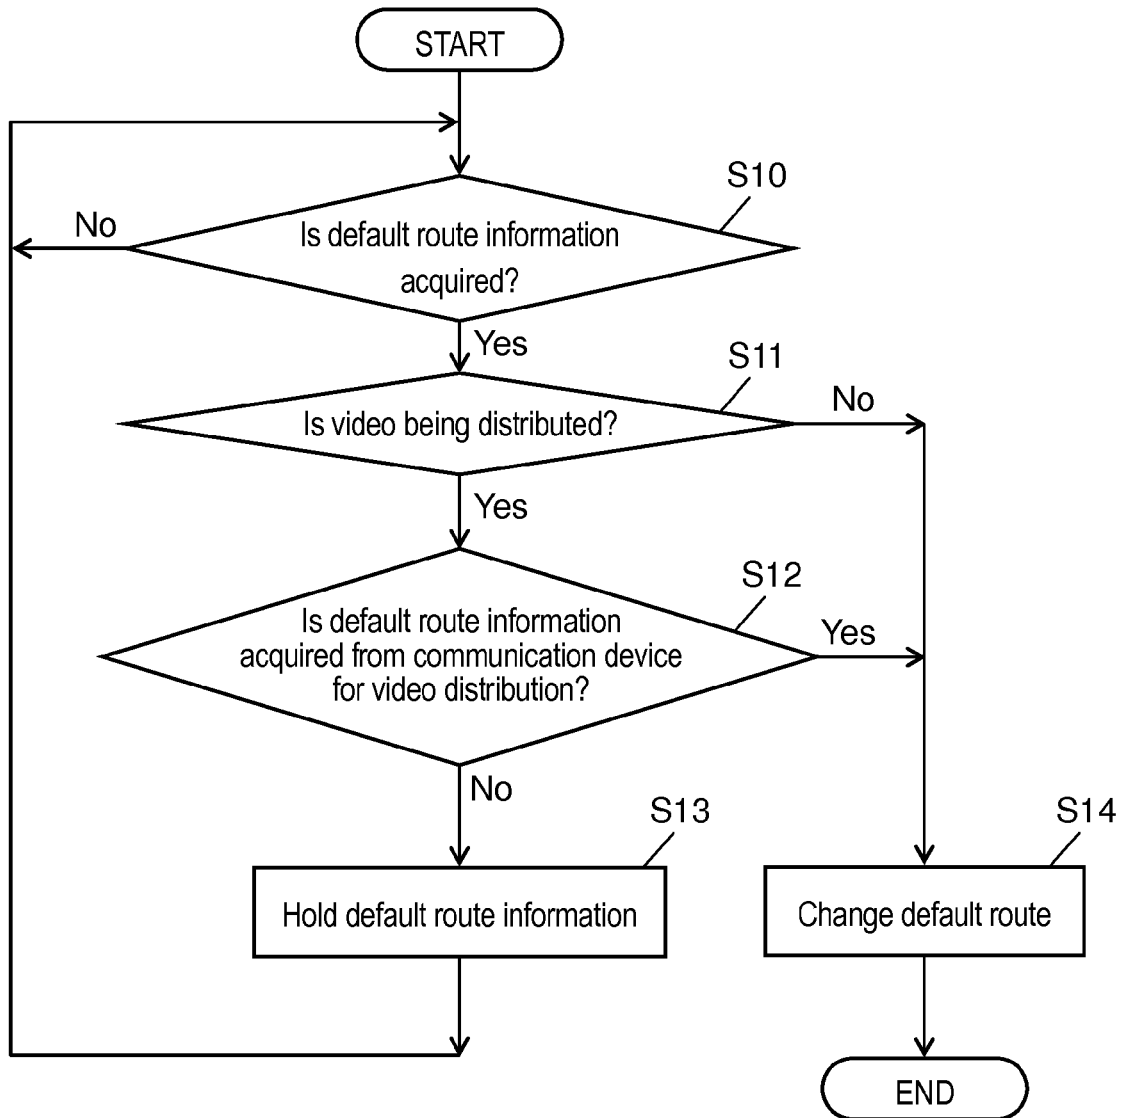 START
S10
No
Is default route information
acquired?
Yes
S11
Is video being distributed?
No
Yes
S12
Is default route information
acquired from communication device
for video distribution?
Yes
No
S13
S14
Hold default route information
Change default route
END